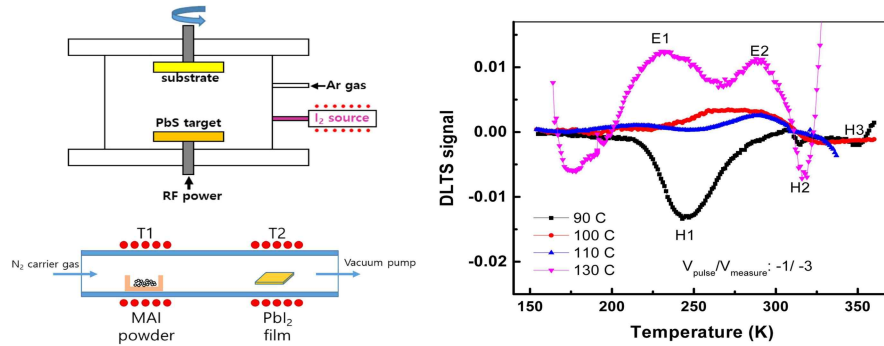 substrate
Ar gas
PbS target
I₂ source
RF power
T1
T2
N₂ carrier gas
Vacuum pump
MAI
powder
PbI₂
film
DLTS signal
0.01
0.00
-0.01
-0.02
E1
E2
H3
H2
H1
90 C
100 C
110 C
130 C
V_pulse/V_measure: -1/ -3
150
200
250
300
350
Temperature (K)